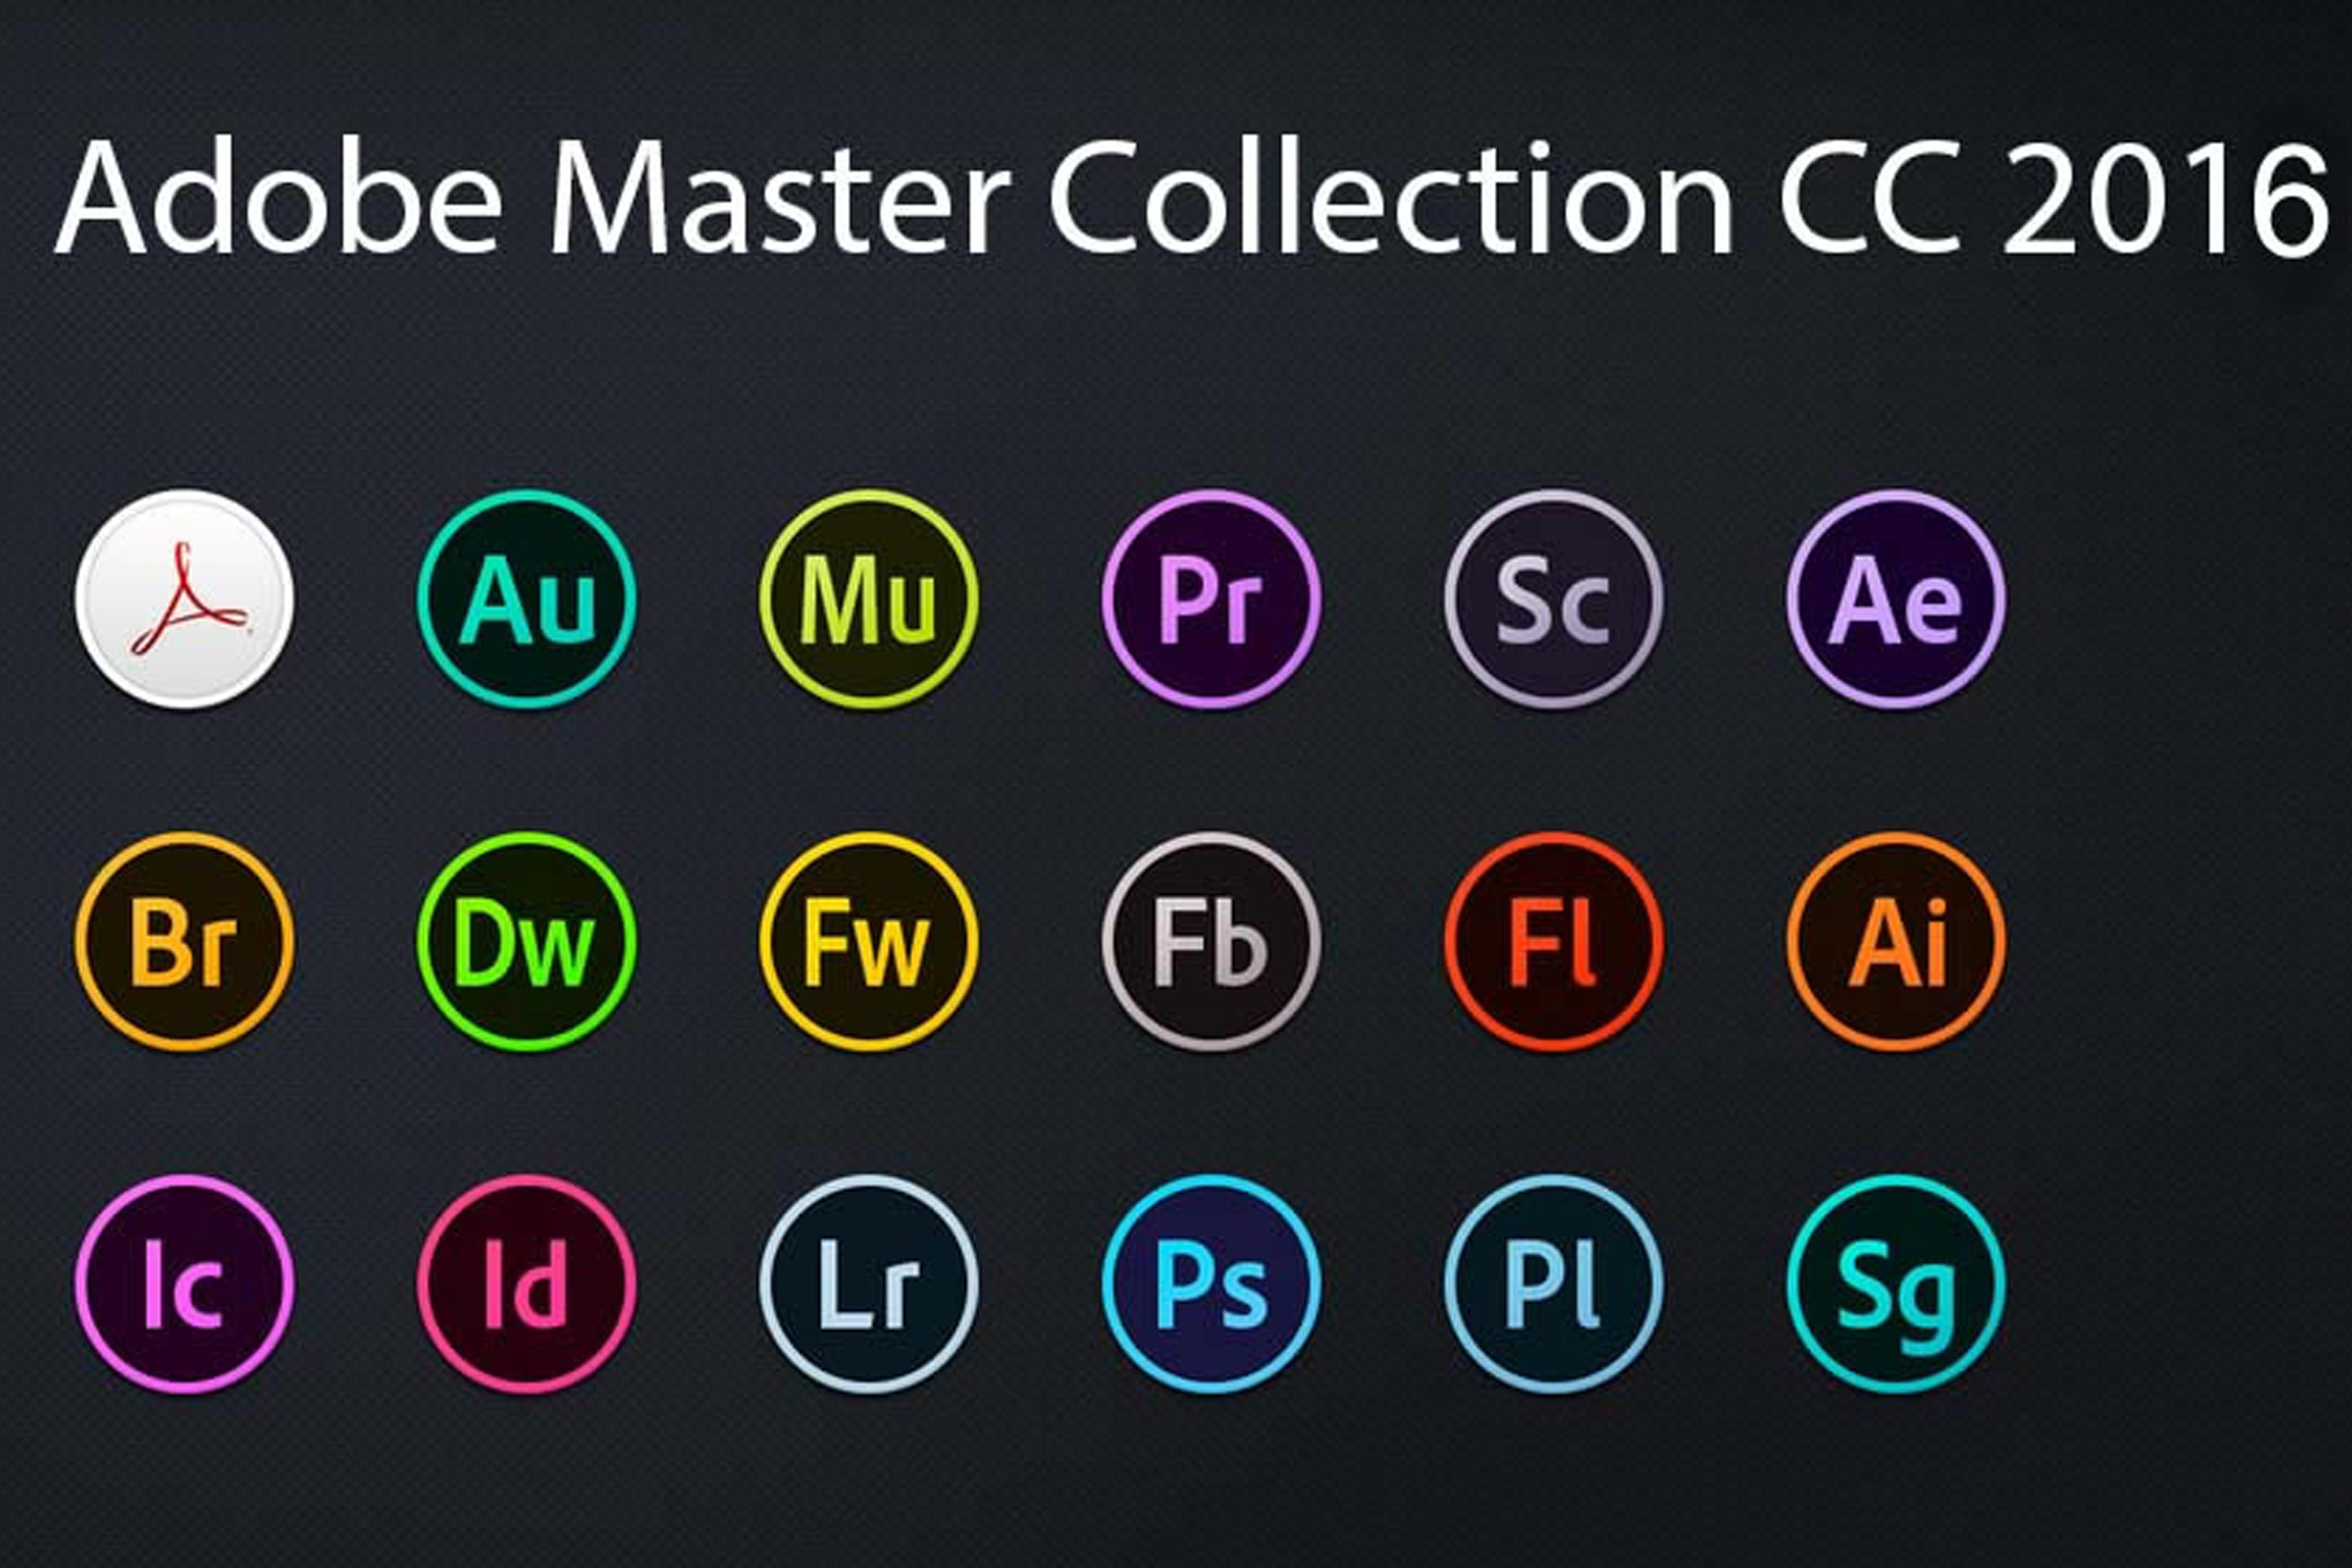 Adobe Master Collection CC 2016
Au Mu Pr Sc Ae
Br Dw Fw Fb Fl Ai
Ic Id Lr Ps Pl Sg